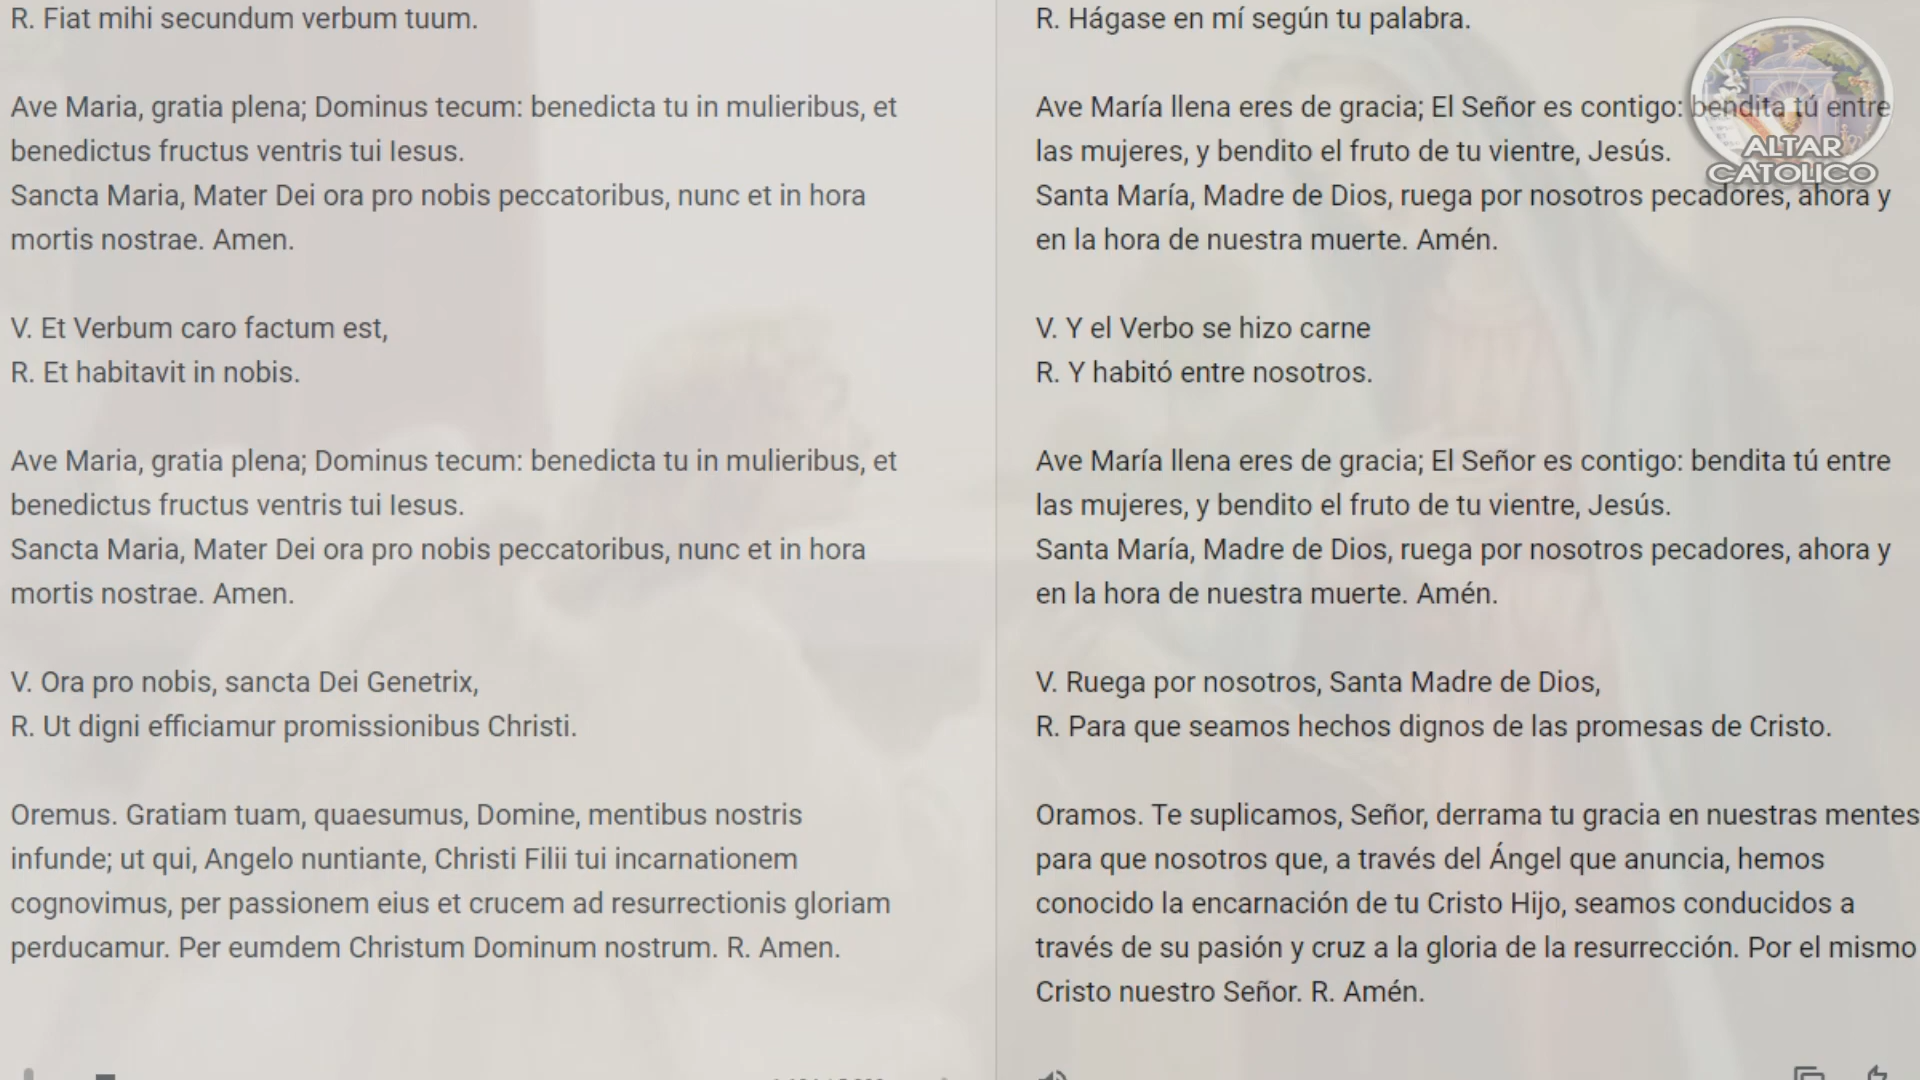 R. Fiat mihi secundum verbum tuum.
Ave Maria, gratia plena; Dominus tecum: benedicta tu in mulieribus, et
benedictus fructus ventris tui Iesus.
Sancta Maria, Mater Dei ora pro nobis peccatoribus, nunc et in hora
mortis nostrae. Amen.
V. Et Verbum caro factum est,
R. Et habitavit in nobis.
Ave Maria, gratia plena; Dominus tecum: benedicta tu in mulieribus, et
benedictus fructus ventris tui Iesus.
Sancta Maria, Mater Dei ora pro nobis peccatoribus, nunc et in hora
mortis nostrae. Amen.
V. Ora pro nobis, sancta Dei Genetrix,
R. Ut digni efficiamur promissionibus Christi.
Oremus. Gratiam tuam, quaesumus, Domine, mentibus nostris
infunde; ut qui, Angelo nuntiante, Christi Filii tui incarnationem
cognovimus, per passionem eius et crucem ad resurrectionis gloriam
perducamur. Per eumdem Christum Dominum nostrum. R. Amen.
R. Hágase en mí según tu palabra.
Ave María llena eres de gracia; El Señor es contigo: bendita tú entre
las mujeres, y bendito el fruto de tu vientre, Jesús.
Santa María, Madre de Dios, ruega por nosotros pecadores, ahora y
en la hora de nuestra muerte. Amén.
V. Y el Verbo se hizo carne
R. Y habitó entre nosotros.
Ave María llena eres de gracia; El Señor es contigo: bendita tú entre
las mujeres, y bendito el fruto de tu vientre, Jesús.
Santa María, Madre de Dios, ruega por nosotros pecadores, ahora y
en la hora de nuestra muerte. Amén.
V. Ruega por nosotros, Santa Madre de Dios,
R. Para que seamos hechos dignos de las promesas de Cristo.
Oramos. Te suplicamos, Señor, derrama tu gracia en nuestras mentes
para que nosotros que, a través del Ángel que anuncia, hemos
conocido la encarnación de tu Cristo Hijo, seamos conducidos a
través de su pasión y cruz a la gloria de la resurrección. Por el mismo
Cristo nuestro Señor. R. Amén.
ALTAR
CATOLICO